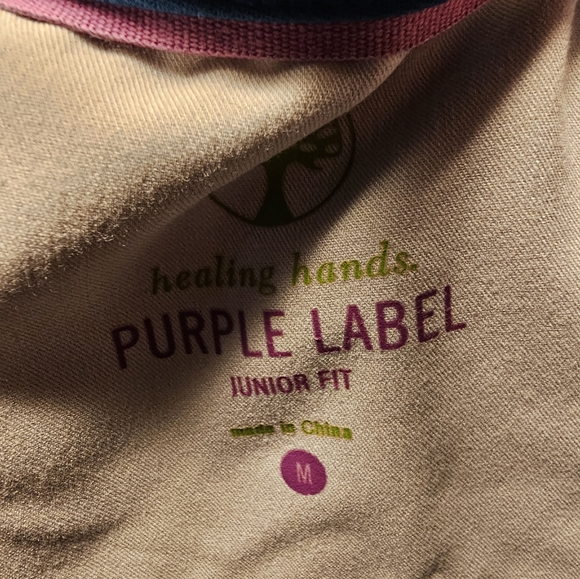 healing hands.
PURPLE LABEL
JUNIOR FIT
made in China
M